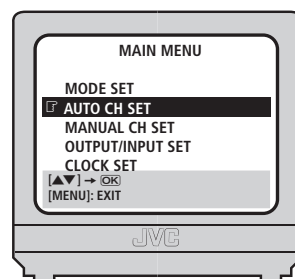 MAIN MENU
MODE SET
AUTO CH SET
MANUAL CH SET
OUTPUT/INPUT SET
CLOCK SET
[▲▼] → OK
[MENU]: EXIT
JVC